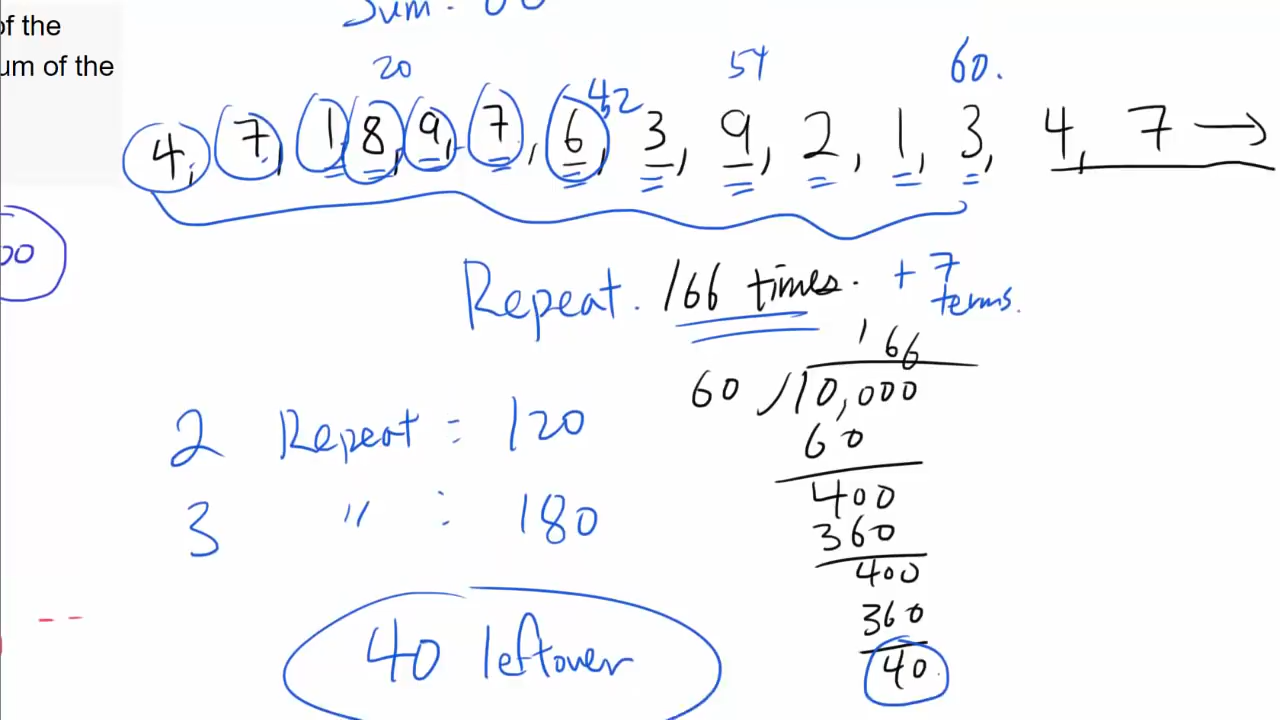 of the
um of the
Sum: 60
20 54 60.
4, 7, 1, 8, 9, 7, 6, 42 3, 9, 2, 1, 3, 4, 7 →
00
Repeat. 166 times. + 7 terms.
166
60 10,000
60
2 Repeat : 120
400
360
3 " : 180
400
360
40 leftover
40